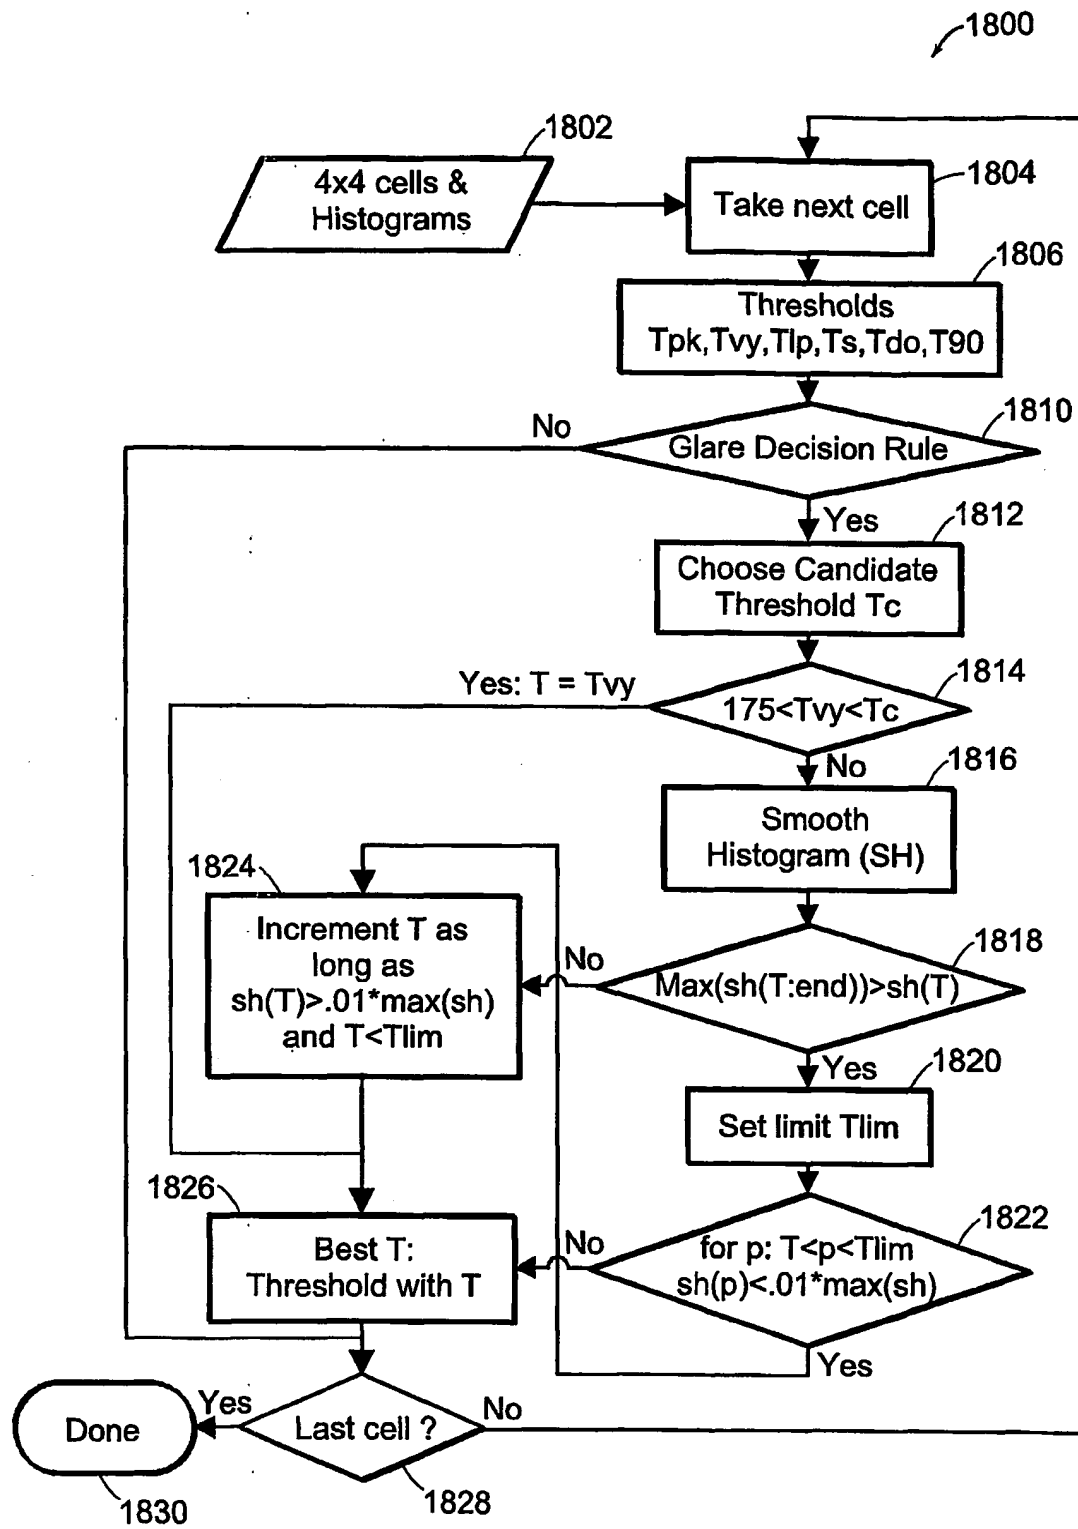 1800
1802
4x4 cells &
Histograms
1804
Take next cell
1806
Thresholds
Tpk,Tvy,Tlp,Ts,Tdo,T90
1810
No
Glare Decision Rule
Yes
1812
Choose Candidate
Threshold Tc
1814
Yes: T = Tvy
175<Tvy<Tc
No
1816
Smooth
Histogram (SH)
1824
Increment T as
long as
sh(T)>.01*max(sh)
and T<Tlim
1818
No
Max(sh(T:end))>sh(T)
Yes
1820
Set limit Tlim
1826
Best T:
Threshold with T
1822
No
for p: T<p<Tlim
sh(p)<.01*max(sh)
Yes
Yes
Done
1830
Last cell ?
No
1828